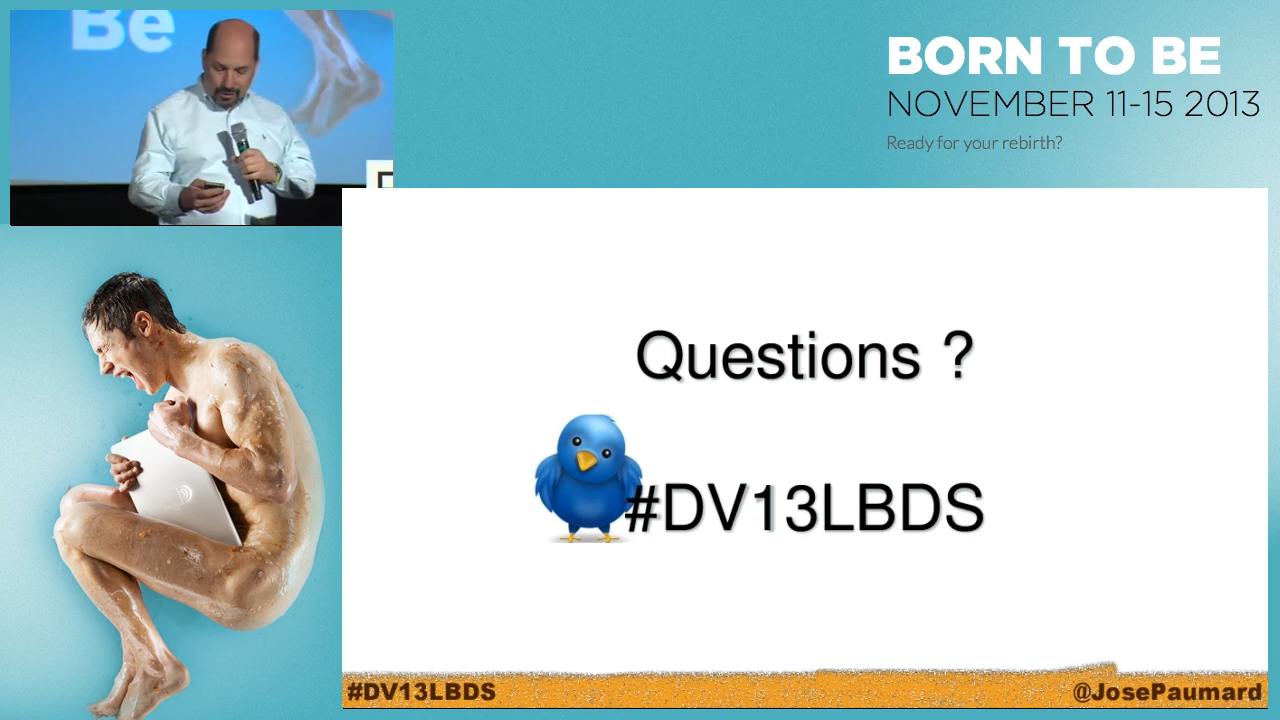 Be
BORN TO BE
NOVEMBER 11-15 2013
Ready for your rebirth?
Questions ?
#DV13LBDS
#DV13LBDS
@JosePaumard